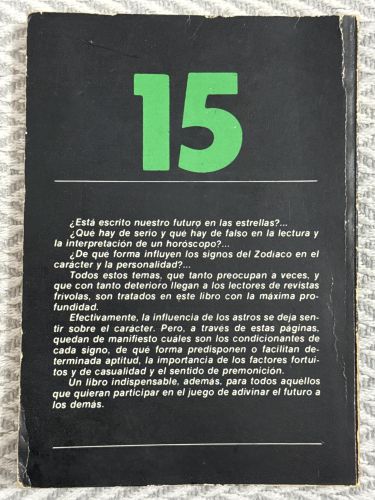 15
¿Está escrito nuestro futuro en las estrellas?...
¿Qué hay de serio y qué hay de falso en la lectura y
la interpretación de un horóscopo?...
¿De qué forma influyen los signos del Zodíaco en el
carácter y la personalidad?...
Todos estos temas, que tanto preocupan a veces, y
que con tanto deterioro llegan a los lectores de revistas
frívolas, son tratados en este libro con la máxima pro-
fundidad.
Efectivamente, la influencia de los astros se deja sen-
tir sobre el carácter. Pero, a través de estas páginas,
quedan de manifiesto cuáles son los condicionantes de
cada signo, de qué forma predisponen o facilitan de-
terminada aptitud, la importancia de los factores fortui-
tos y de casualidad y el sentido de premonición.
Un libro indispensable, además, para todos aquellos
que quieran participar en el juego de adivinar el futuro a
los demás.